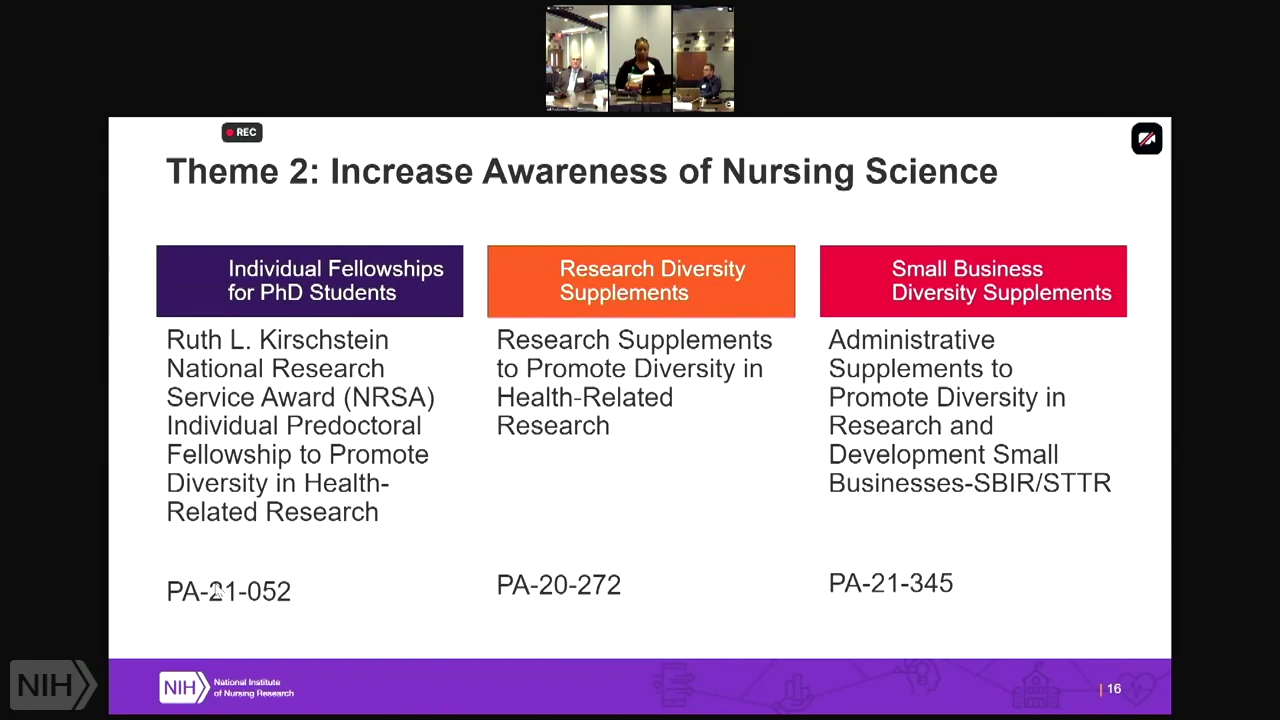 REC
Theme 2: Increase Awareness of Nursing Science
Individual Fellowships
for PhD Students
Ruth L. Kirschstein
National Research
Service Award (NRSA)
Individual Predoctoral
Fellowship to Promote
Diversity in Health-
Related Research
PA-21-052
Research Diversity
Supplements
Research Supplements
to Promote Diversity in
Health-Related
Research
PA-20-272
Small Business
Diversity Supplements
Administrative
Supplements to
Promote Diversity in
Research and
Development Small
Businesses-SBIR/STTR
PA-21-345
NIH
NIH
National Institute
of Nursing Research
| 16